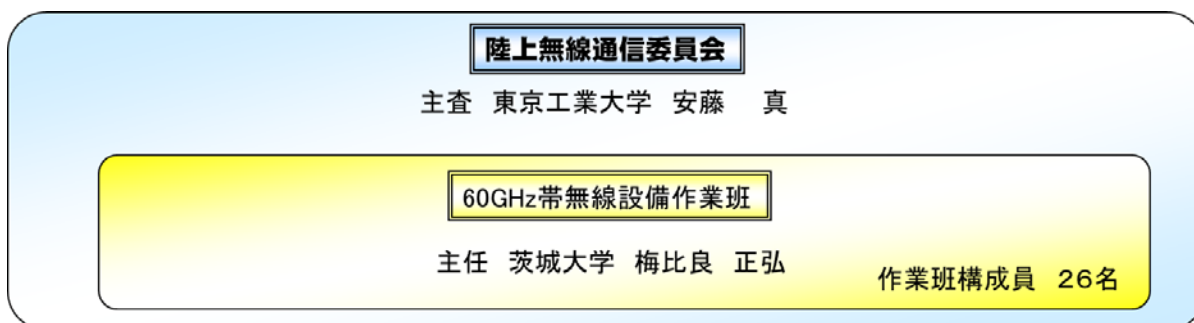 陸上無線通信委員会
主査 東京工業大学 安藤 真
60GHz帯無線設備作業班
主任 茨城大学 梅比良 正弘
作業班構成員 26名